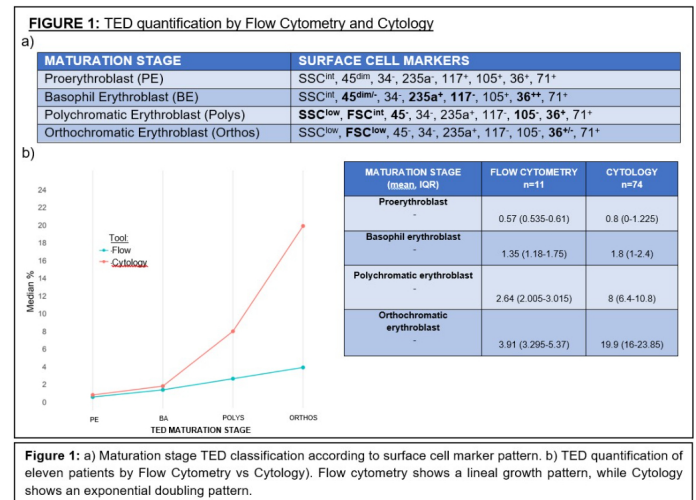 FIGURE 1: TED quantification by Flow Cytometry and Cytology
a)
MATURATION STAGE SURFACE CELL MARKERS
Proerythroblast (PE) SSCint, 45dim, 34-, 235a-, 117+, 105+, 36+, 71+
Basophil Erythroblast (BE) SSCint, 45dim/-, 34-, 235a+, 117-, 105+, 36++, 71+
Polychromatic Erythroblast (Polys) SSClow, FSCint, 45-, 34-, 235a+, 117-, 105-, 36+, 71+
Orthochromatic Erythroblast (Orthos) SSClow, FSClow, 45-, 34-, 235a+, 117-, 105-, 36+/-, 71+
b)
Median %
24
22
20
18
16
14
12
10
8
6
4
2
0
Tool:
Flow
Cytology
PE BA POLYS ORTHOS
TED MATURATION STAGE
MATURATION STAGE (mean, IQR) FLOW CYTOMETRY n=11 CYTOLOGY n=74
Proerythroblast
- 0.57 (0.535-0.61) 0.8 (0-1.225)
Basophil erythroblast
- 1.35 (1.18-1.75) 1.8 (1-2.4)
Polychromatic erythroblast
- 2.64 (2.005-3.015) 8 (6.4-10.8)
Orthochromatic
erythroblast
- 3.91 (3.295-5.37) 19.9 (16-23.85)
Figure 1: a) Maturation stage TED classification according to surface cell marker pattern. b) TED quantification of
eleven patients by Flow Cytometry vs Cytology). Flow cytometry shows a lineal growth pattern, while Cytology
shows an exponential doubling pattern.